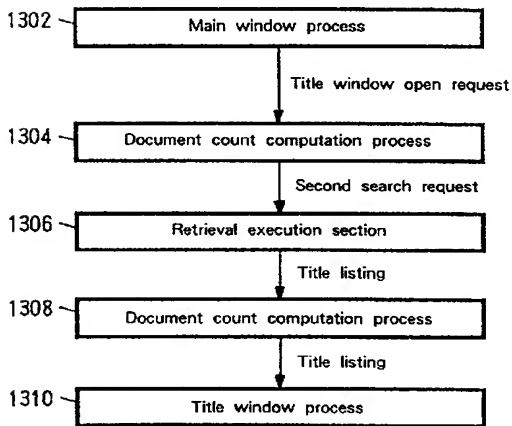 1302
Main window process
Title window open request
1304
Document count computation process
Second search request
1306
Retrieval execution section
Title listing
1308
Document count computation process
Title listing
1310
Title window process